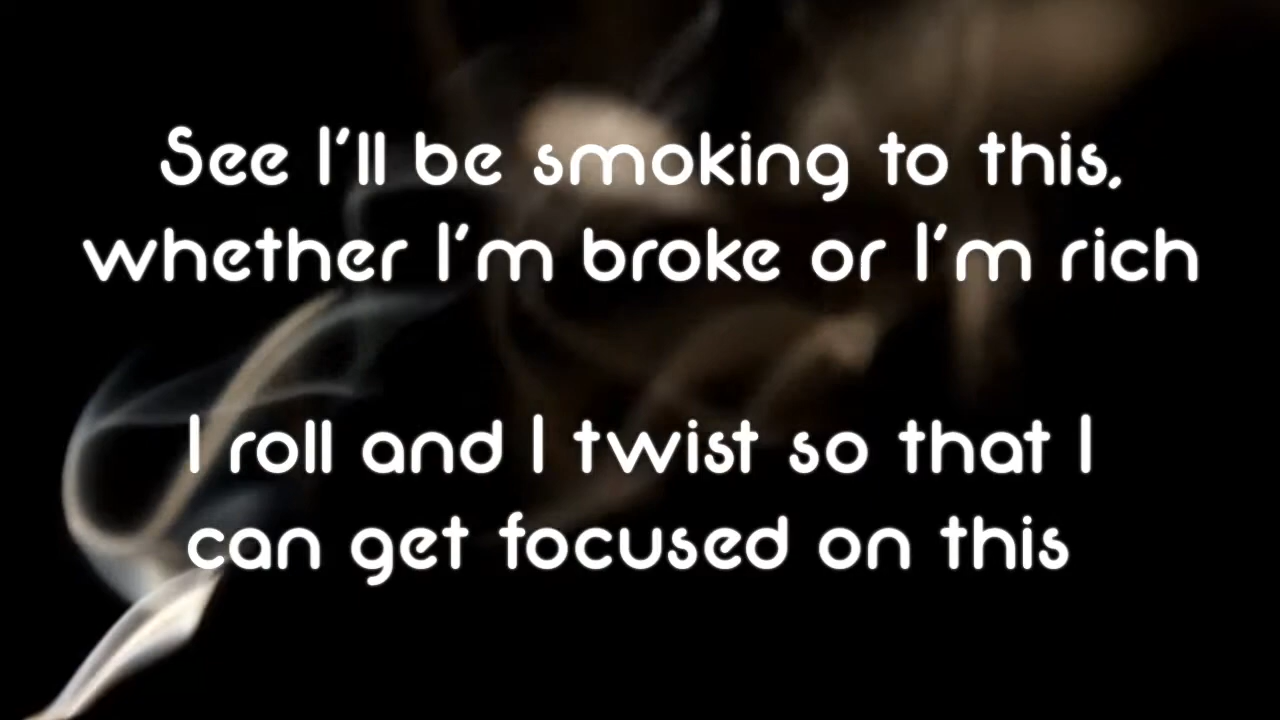 See I'll be smoking to this,
whether I'm broke or I'm rich
I roll and I twist so that I
can get focused on this